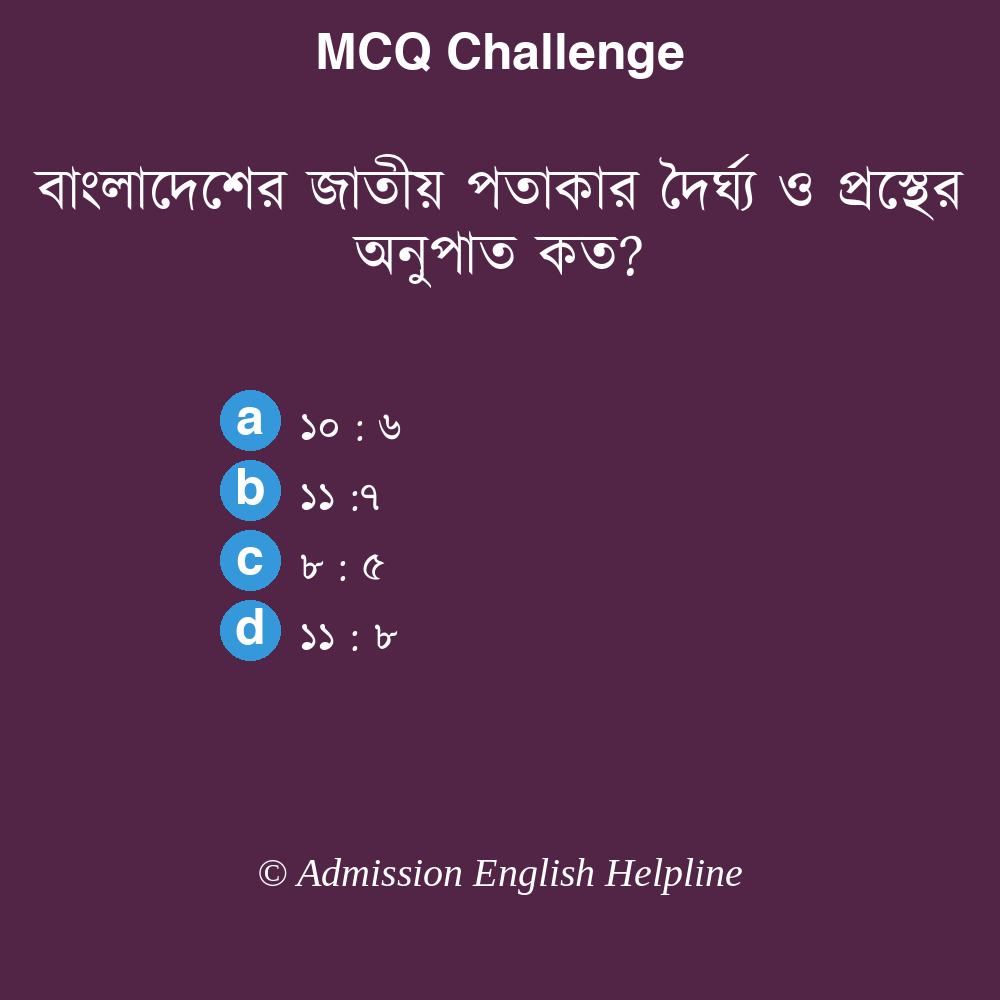 MCQ Challenge
বাংলাদেশের জাতীয় পতাকার দৈর্ঘ্য ও প্রস্থের
অনুপাত কত?
a ১০ : ৬
b ১১ :৭
c ৮ : ৫
d ১১ : ৮
© Admission English Helpline